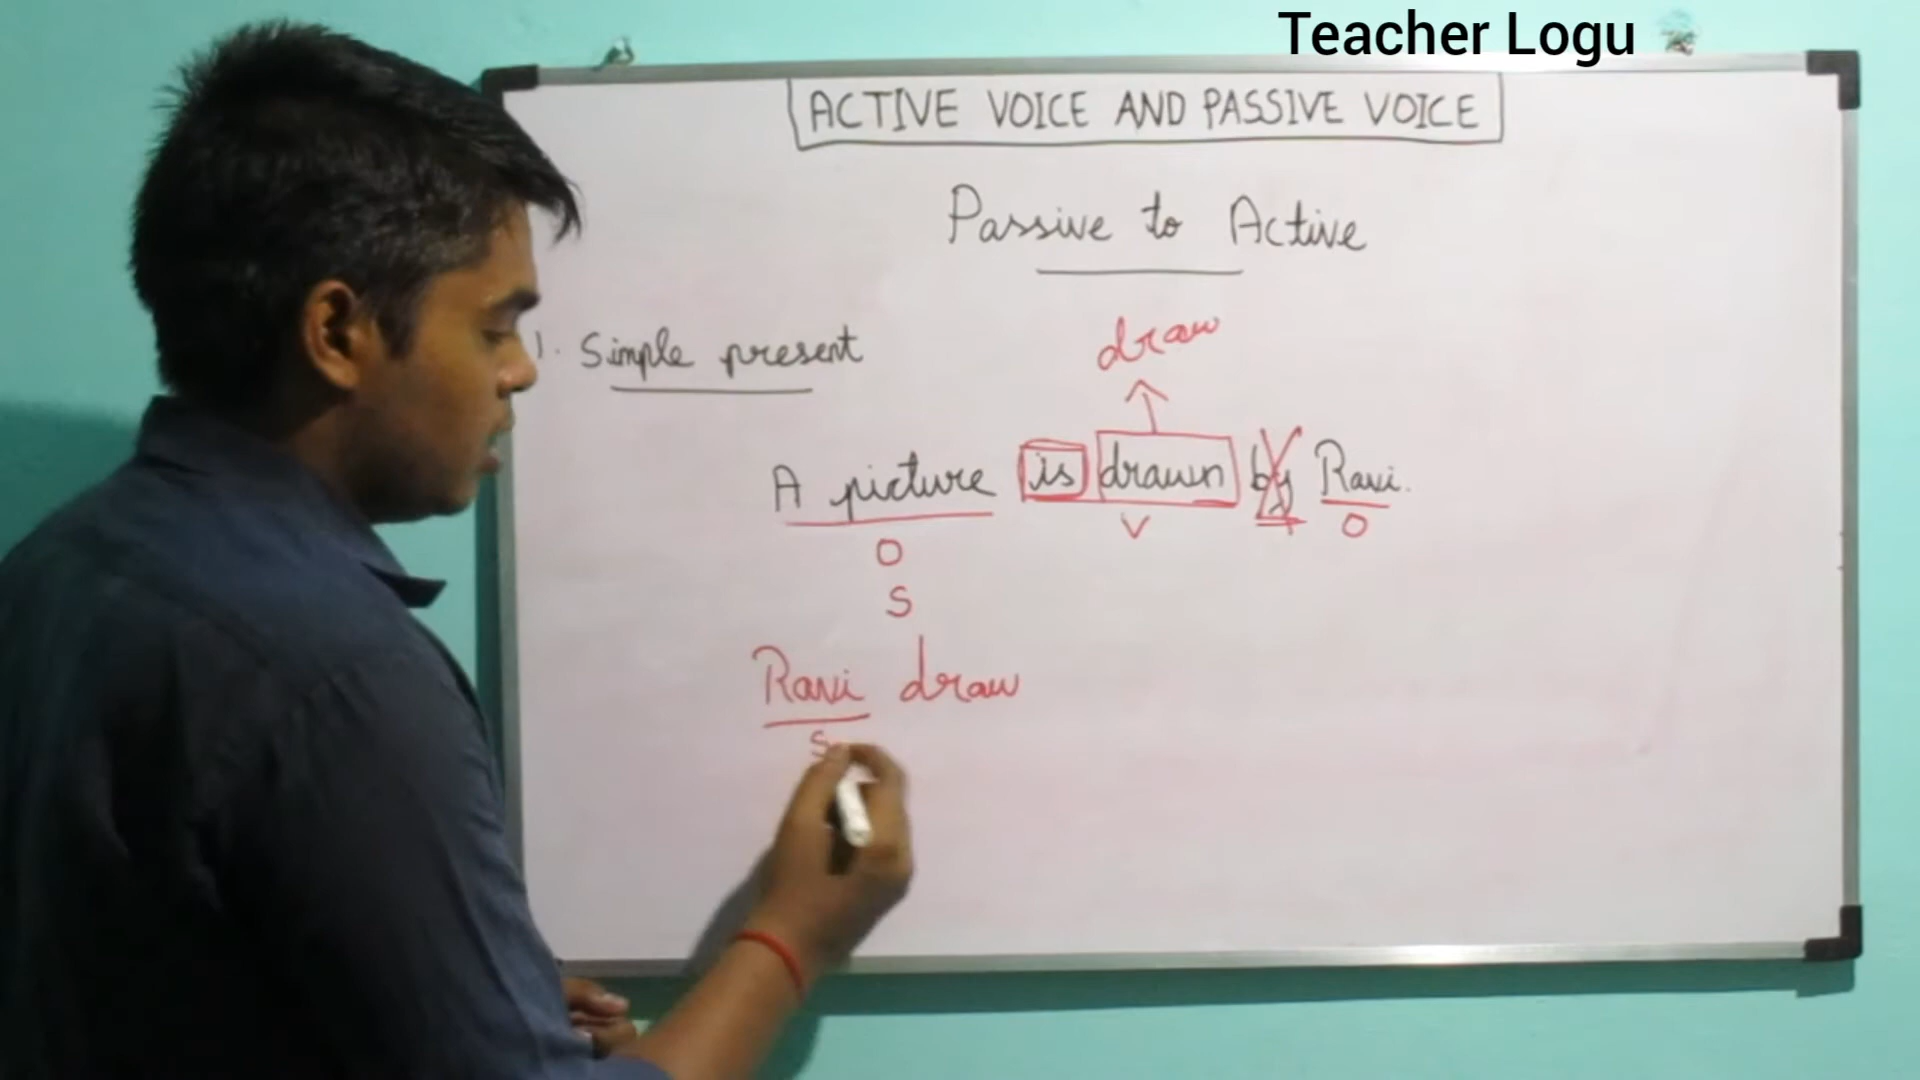 Teacher Logu
ACTIVE VOICE AND PASSIVE VOICE
Passive to Active
1. Simple present
draw
A picture is drawn by Ravi.
O V O
S
Ravi draw
S